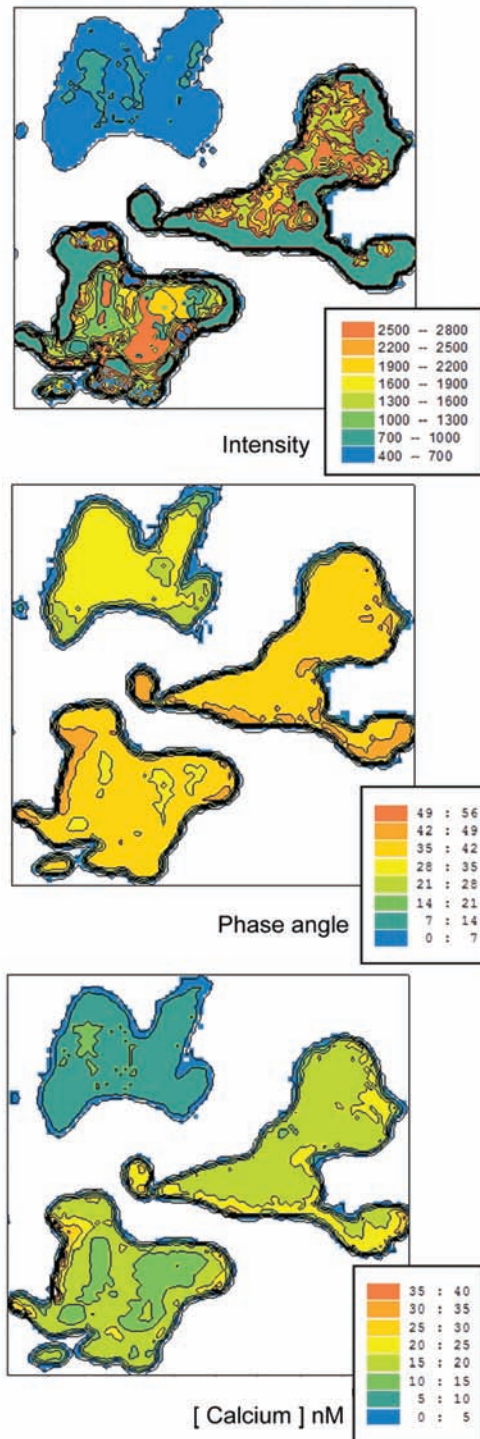 2500 -- 2800
2200 -- 2500
1900 -- 2200
1600 -- 1900
1300 -- 1600
1000 -- 1300
700 -- 1000
400 -- 700
Intensity
49 : 56
42 : 49
35 : 42
28 : 35
21 : 28
14 : 21
7 : 14
0 : 7
Phase angle
35 : 40
30 : 35
25 : 30
20 : 25
15 : 20
10 : 15
5 : 10
0 : 5
[ Calcium ] nM